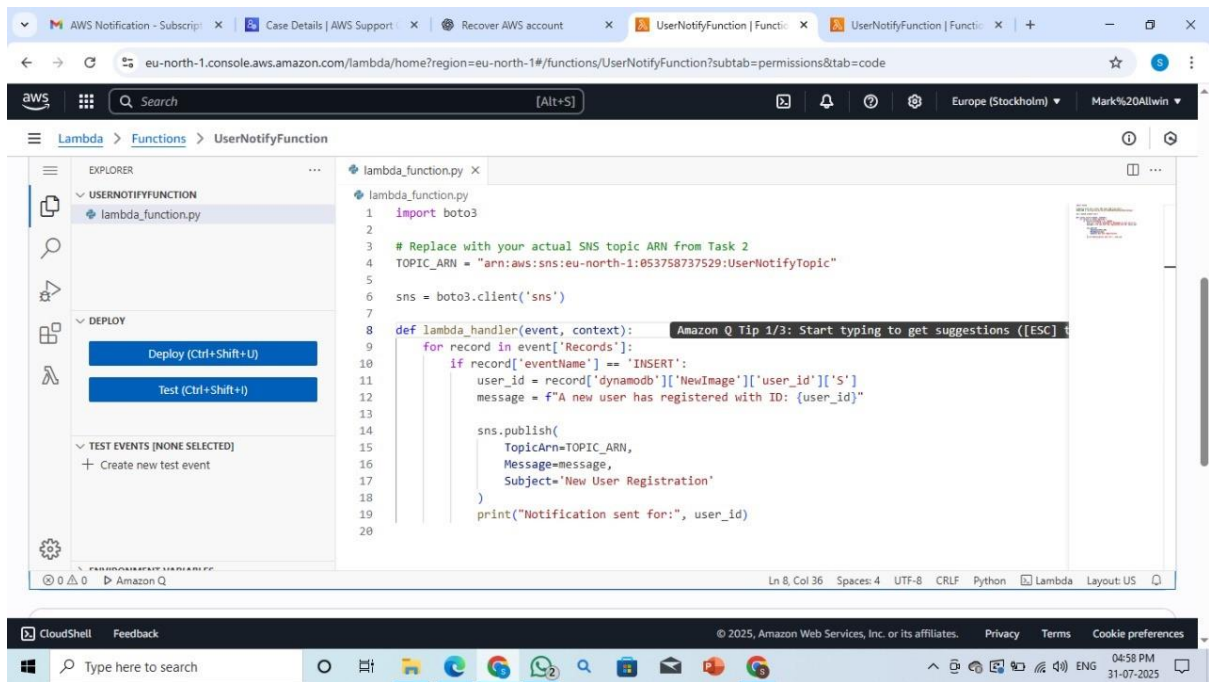 AWS Notification - Subscrip
Case Details | AWS Support
Recover AWS account
UserNotifyFunction | Functio
UserNotifyFunction | Functio
eu-north-1.console.aws.amazon.com/lambda/home?region=eu-north-1#/functions/UserNotifyFunction?subtab=permissions&tab=code
S
aws
Search
[Alt+S]
Europe (Stockholm)
Mark%20Allwin
Lambda > Functions > UserNotifyFunction
EXPLORER
USERNOTIFYFUNCTION
lambda_function.py
DEPLOY
Deploy (Ctrl+Shift+U)
Test (Ctrl+Shift+I)
TEST EVENTS [NONE SELECTED]
+ Create new test event
lambda_function.py
lambda_function.py
1 import boto3
2
3 # Replace with your actual SNS topic ARN from Task 2
4 TOPIC_ARN = "arn:aws:sns:eu-north-1:053758737529:UserNotifyTopic"
5
6 sns = boto3.client('sns')
7
8 def lambda_handler(event, context): Amazon Q Tip 1/3: Start typing to get suggestions ([ESC] t
9 for record in event['Records']:
10 if record['eventName'] == 'INSERT':
11 user_id = record['dynamodb']['NewImage']['user_id']['S']
12 message = f"A new user has registered with ID: {user_id}"
13
14 sns.publish(
15 TopicArn=TOPIC_ARN,
16 Message=message,
17 Subject='New User Registration'
18 )
19 print("Notification sent for:", user_id)
20
0 0 Amazon Q
Ln 8, Col 36 Spaces: 4 UTF-8 CRLF Python Lambda Layout: US
CloudShell Feedback
© 2025, Amazon Web Services, Inc. or its affiliates. Privacy Terms Cookie preferences
Type here to search
ENG
04:58 PM
31-07-2025